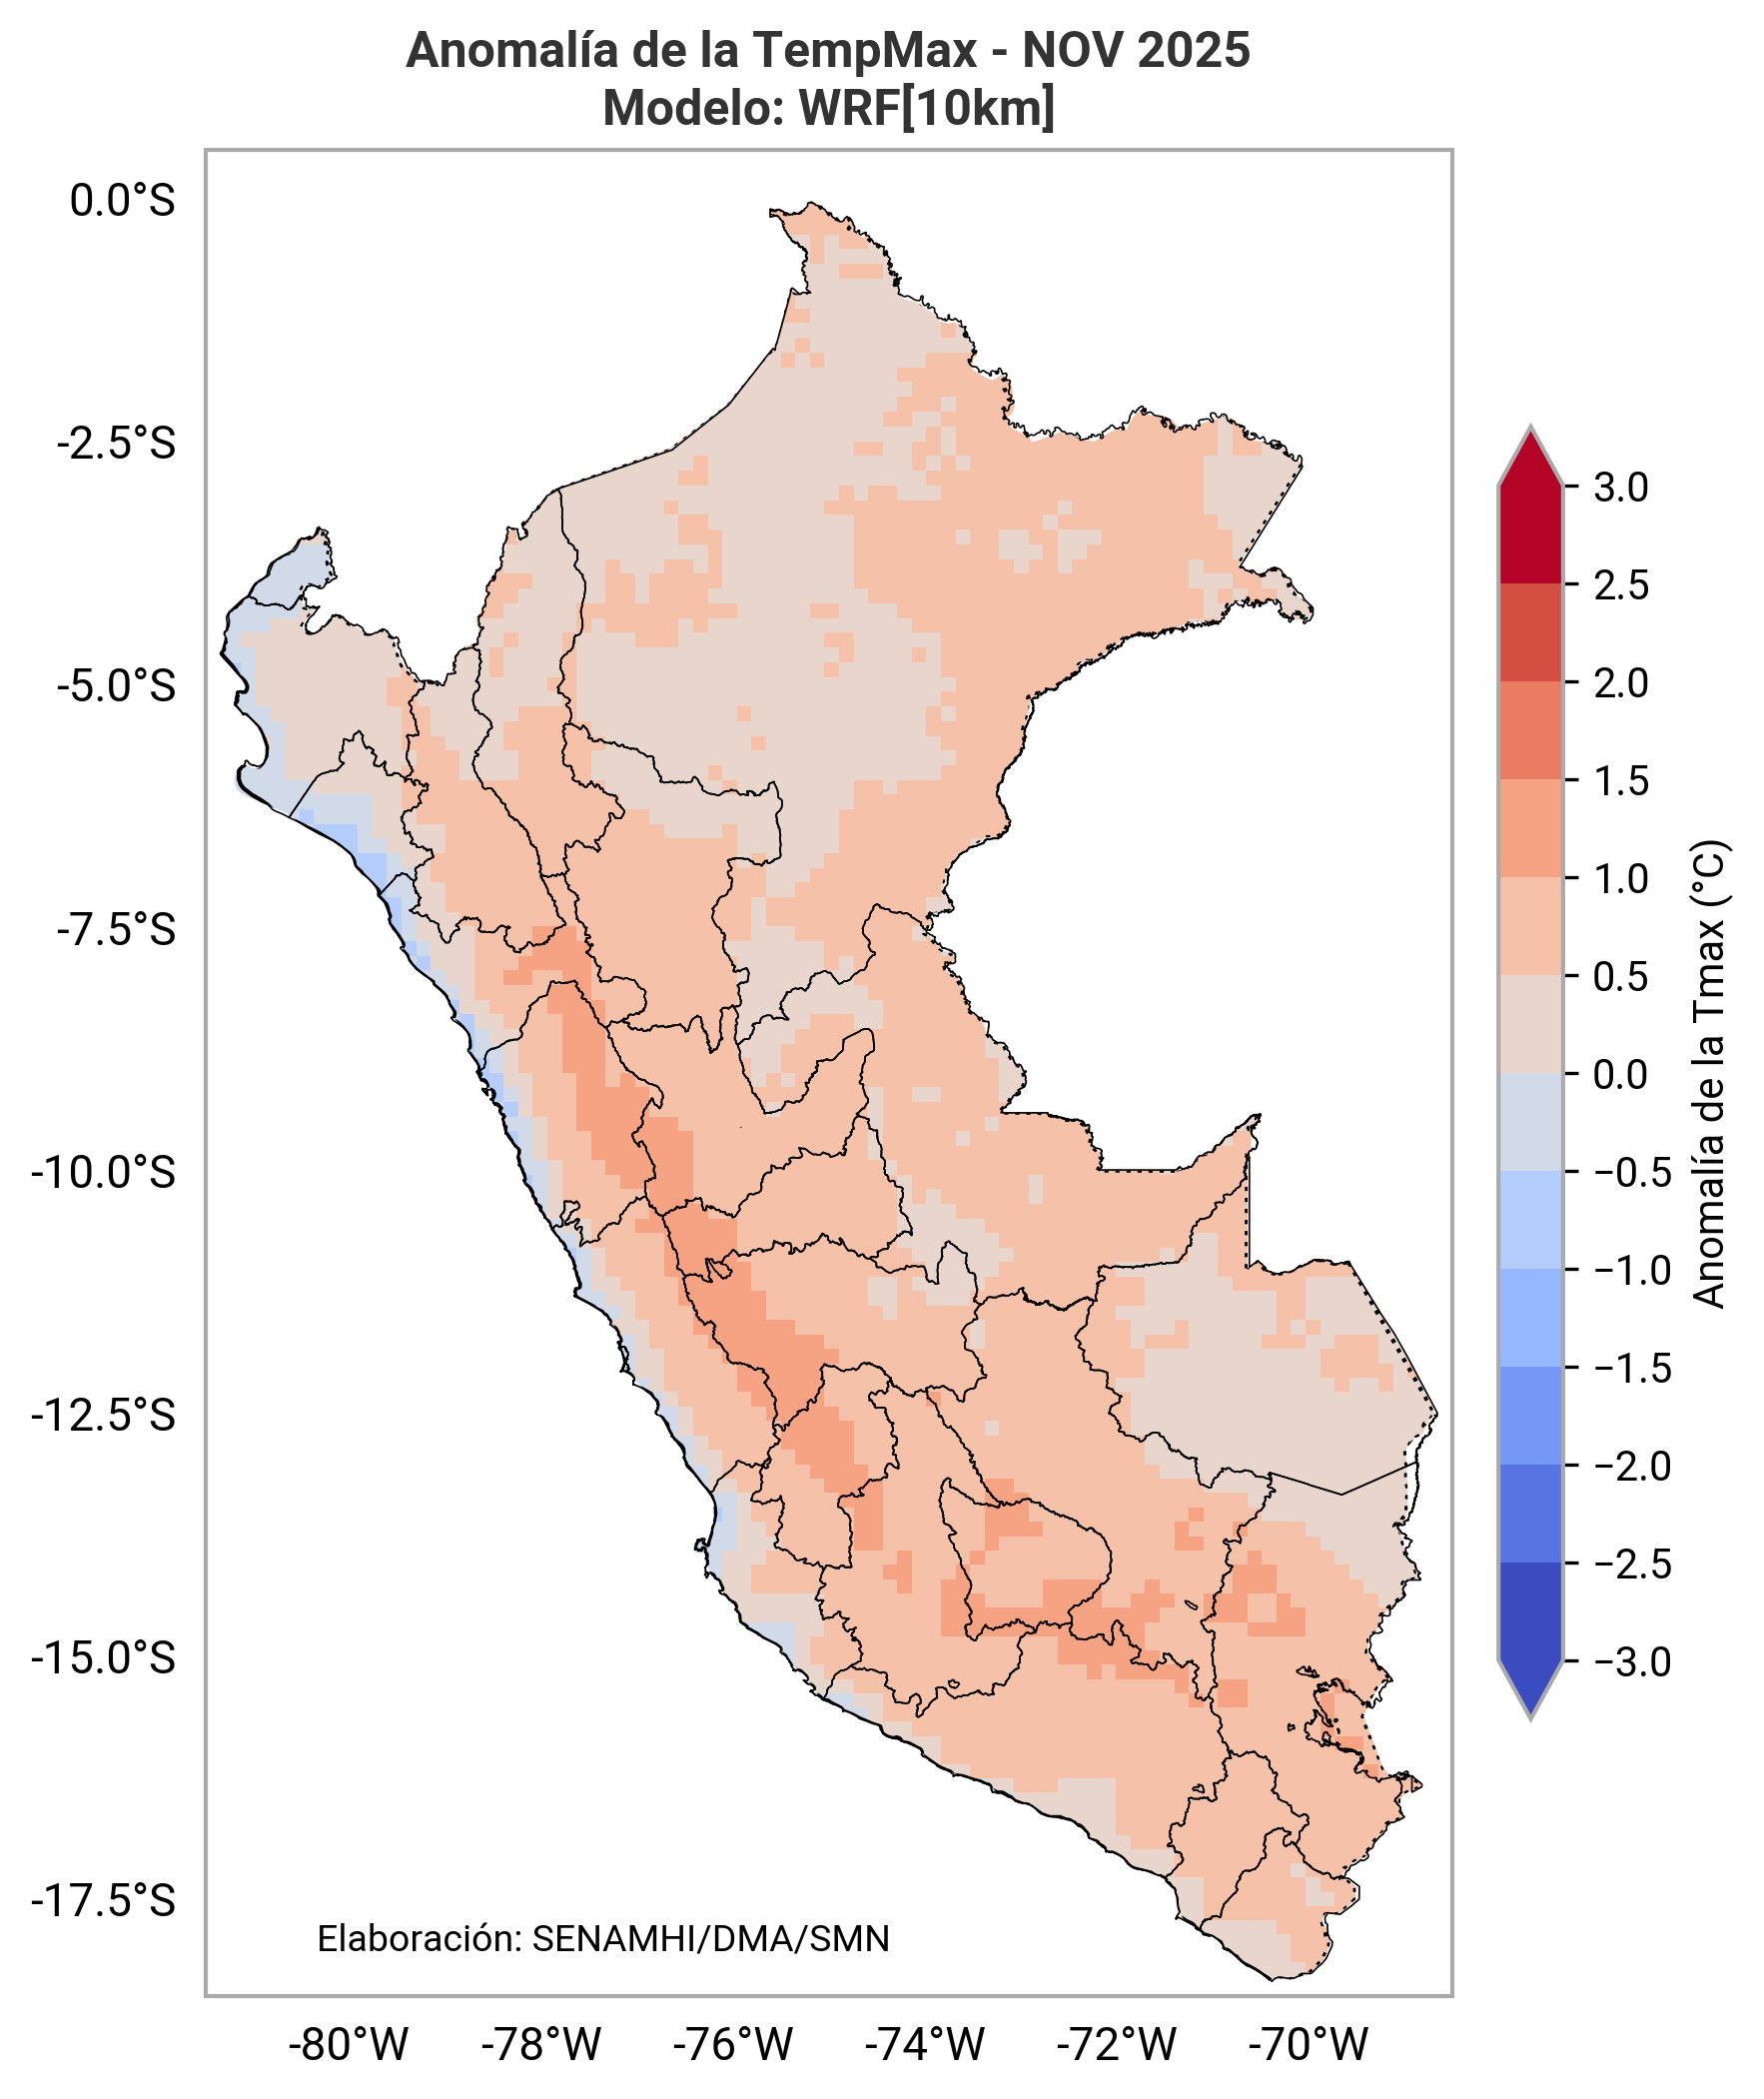 Anomalía de la TempMax - NOV 2025
Modelo: WRF[10km]
0.0°S
-2.5°S
-5.0°S
-7.5°S
-10.0°S
-12.5°S
-15.0°S
-17.5°S
Elaboración: SENAMHI/DMA/SMN
-80°W -78°W -76°W -74°W -72°W -70°W
3.0
2.5
2.0
1.5
1.0
0.5
0.0
−0.5
−1.0
−1.5
−2.0
−2.5
−3.0
Anomalía de la Tmax (°C)